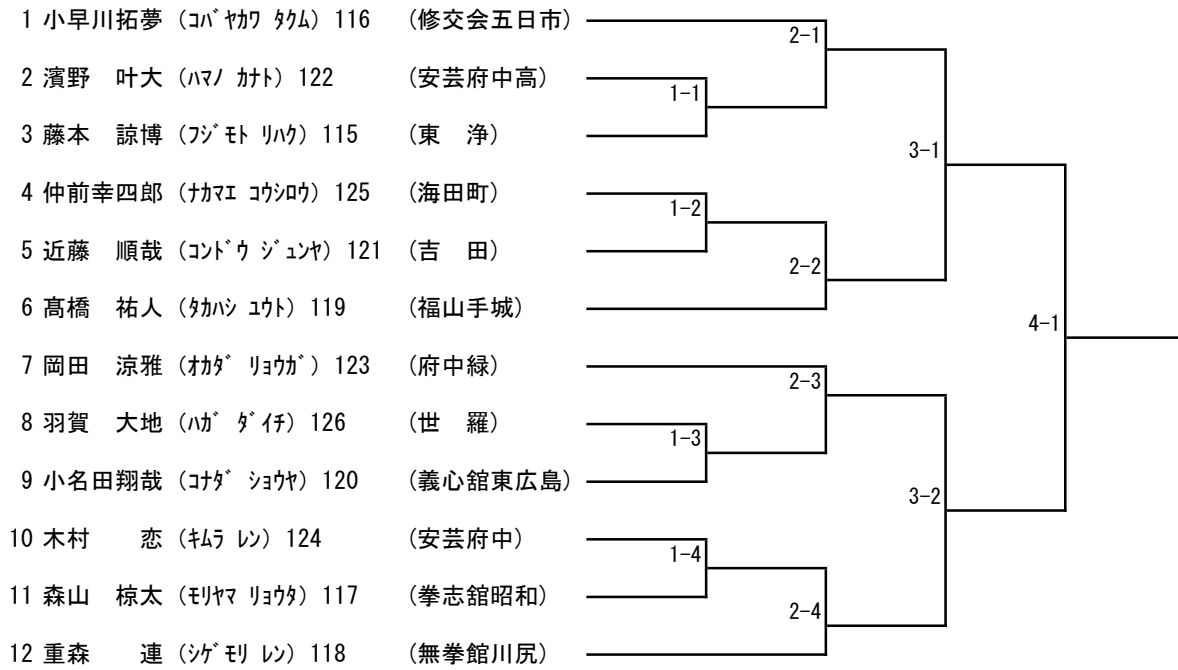 1 小早川拓夢 (ｺﾊﾞﾔｶﾜ ﾀｸﾑ) 116 (修交会五日市)
2-1
2 濱野　叶大 (ﾊﾏﾉ ｶﾅﾄ) 122 (安芸府中高)
1-1
3 藤本　諒博 (ﾌｼﾞﾓﾄ ﾘﾊｸ) 115 (東　浄)
3-1
4 仲前幸四郎 (ﾅｶﾏｴ ｺｳｼﾛｳ) 125 (海田町)
1-2
5 近藤　順哉 (ｺﾝﾄﾞｳ ｼﾞｭﾝﾔ) 121 (吉　田)
2-2
6 髙橋　祐人 (ﾀｶﾊｼ ﾕｳﾄ) 119 (福山手城)
4-1
7 岡田　涼雅 (ｵｶﾀﾞ ﾘｮｳｶﾞ) 123 (府中緑)
2-3
8 羽賀　大地 (ﾊｶﾞ ﾀﾞｲﾁ) 126 (世　羅)
1-3
9 小名田翔哉 (ｺﾅﾀﾞ ｼｮｳﾔ) 120 (義心舘東広島)
3-2
10 木村　　恋 (ｷﾑﾗ ﾚﾝ) 124 (安芸府中)
1-4
11 森山　椋太 (ﾓﾘﾔﾏ ﾘｮｳﾀ) 117 (拳志舘昭和)
2-4
12 重森　　連 (ｼｹﾞﾓﾘ ﾚﾝ) 118 (無拳館川尻)